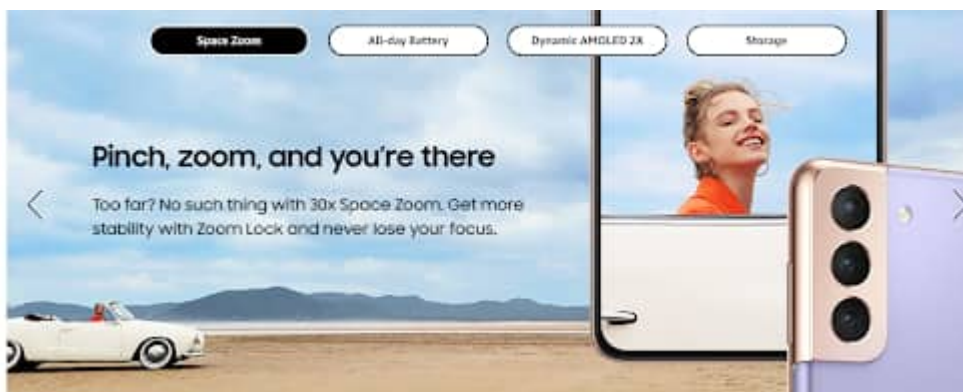 Space Zoom
All-day Battery
Dynamic AMOLED 2X
Storage
Pinch, zoom, and you're there
Too far? No such thing with 30x Space Zoom. Get more
stability with Zoom Lock and never lose your focus.